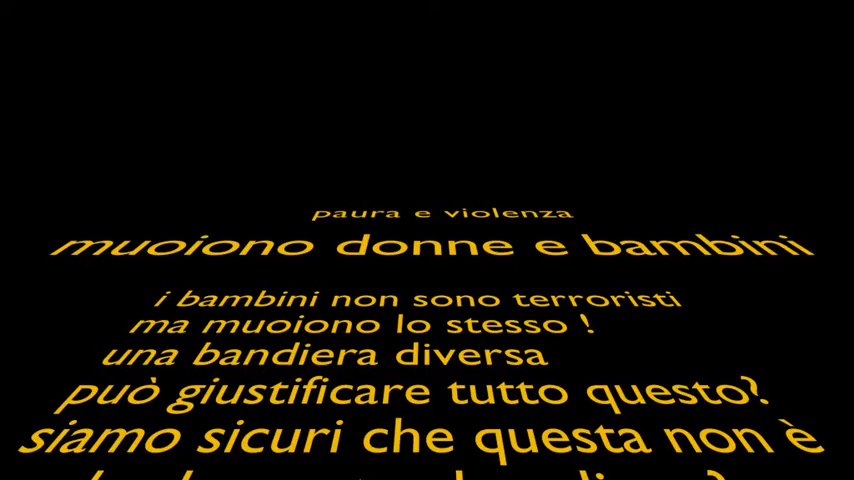 paura e violenza
muoiono donne e bambini
i bambini non sono terroristi
ma muoiono lo stesso !
una bandiera diversa
può giustificare tutto questo?
siamo sicuri che questa non è